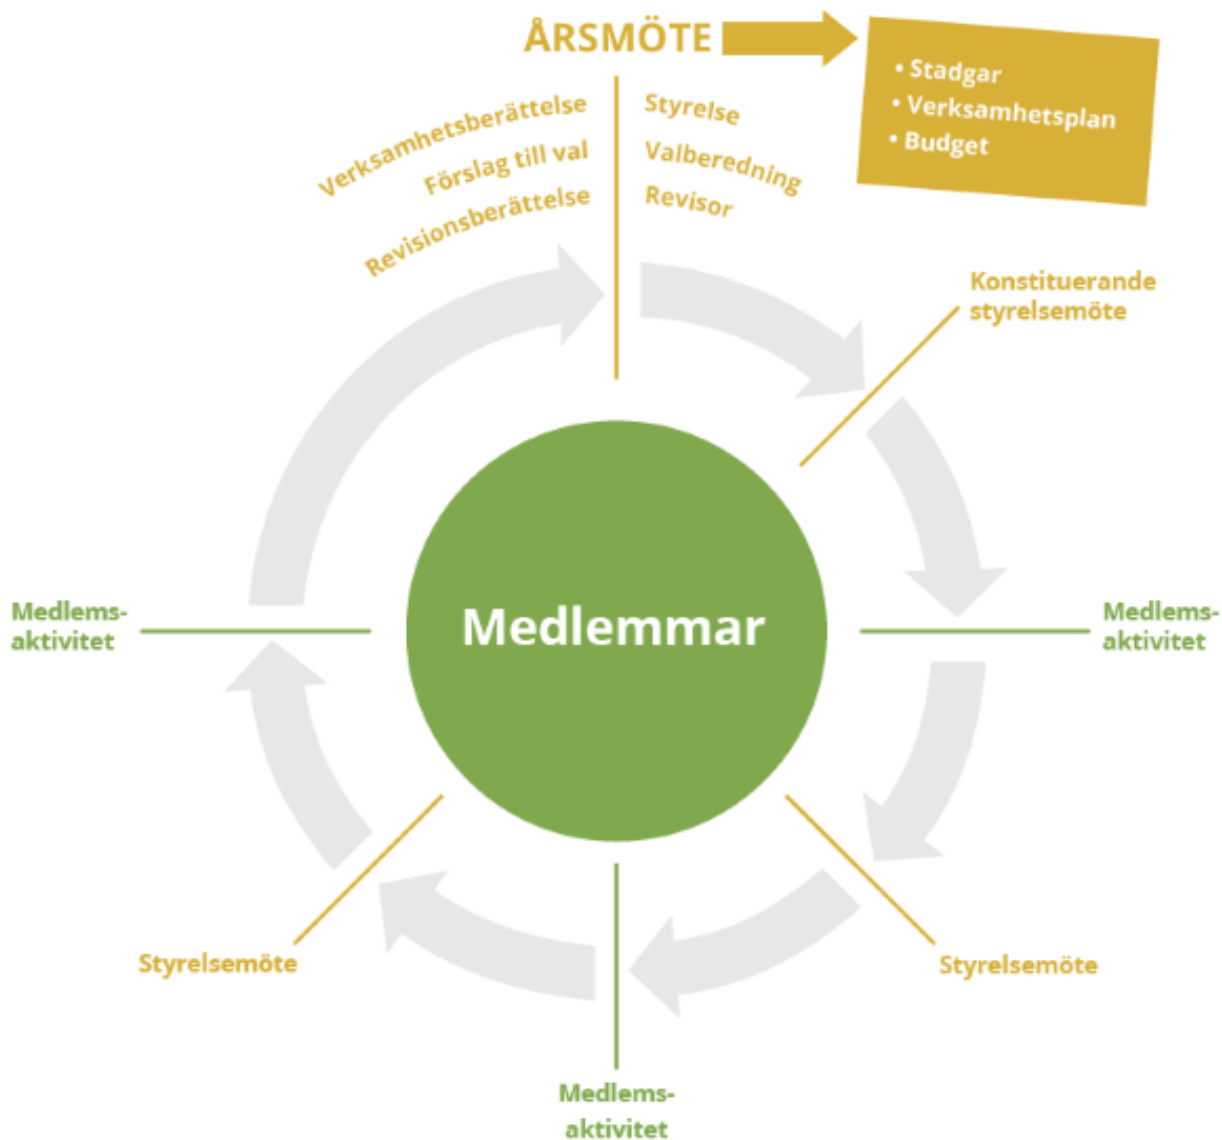 ÅRSMÖTE
• Stadgar
• Verksamhetsplan
• Budget
Verksamhetsberättelse
Förslag till val
Revisionsberättelse
Styrelse
Valberedning
Revisor
Konstituerande
styrelsemöte
Medlems-
aktivitet
Medlemmar
Medlems-
aktivitet
Styrelsemöte
Styrelsemöte
Medlems-
aktivitet